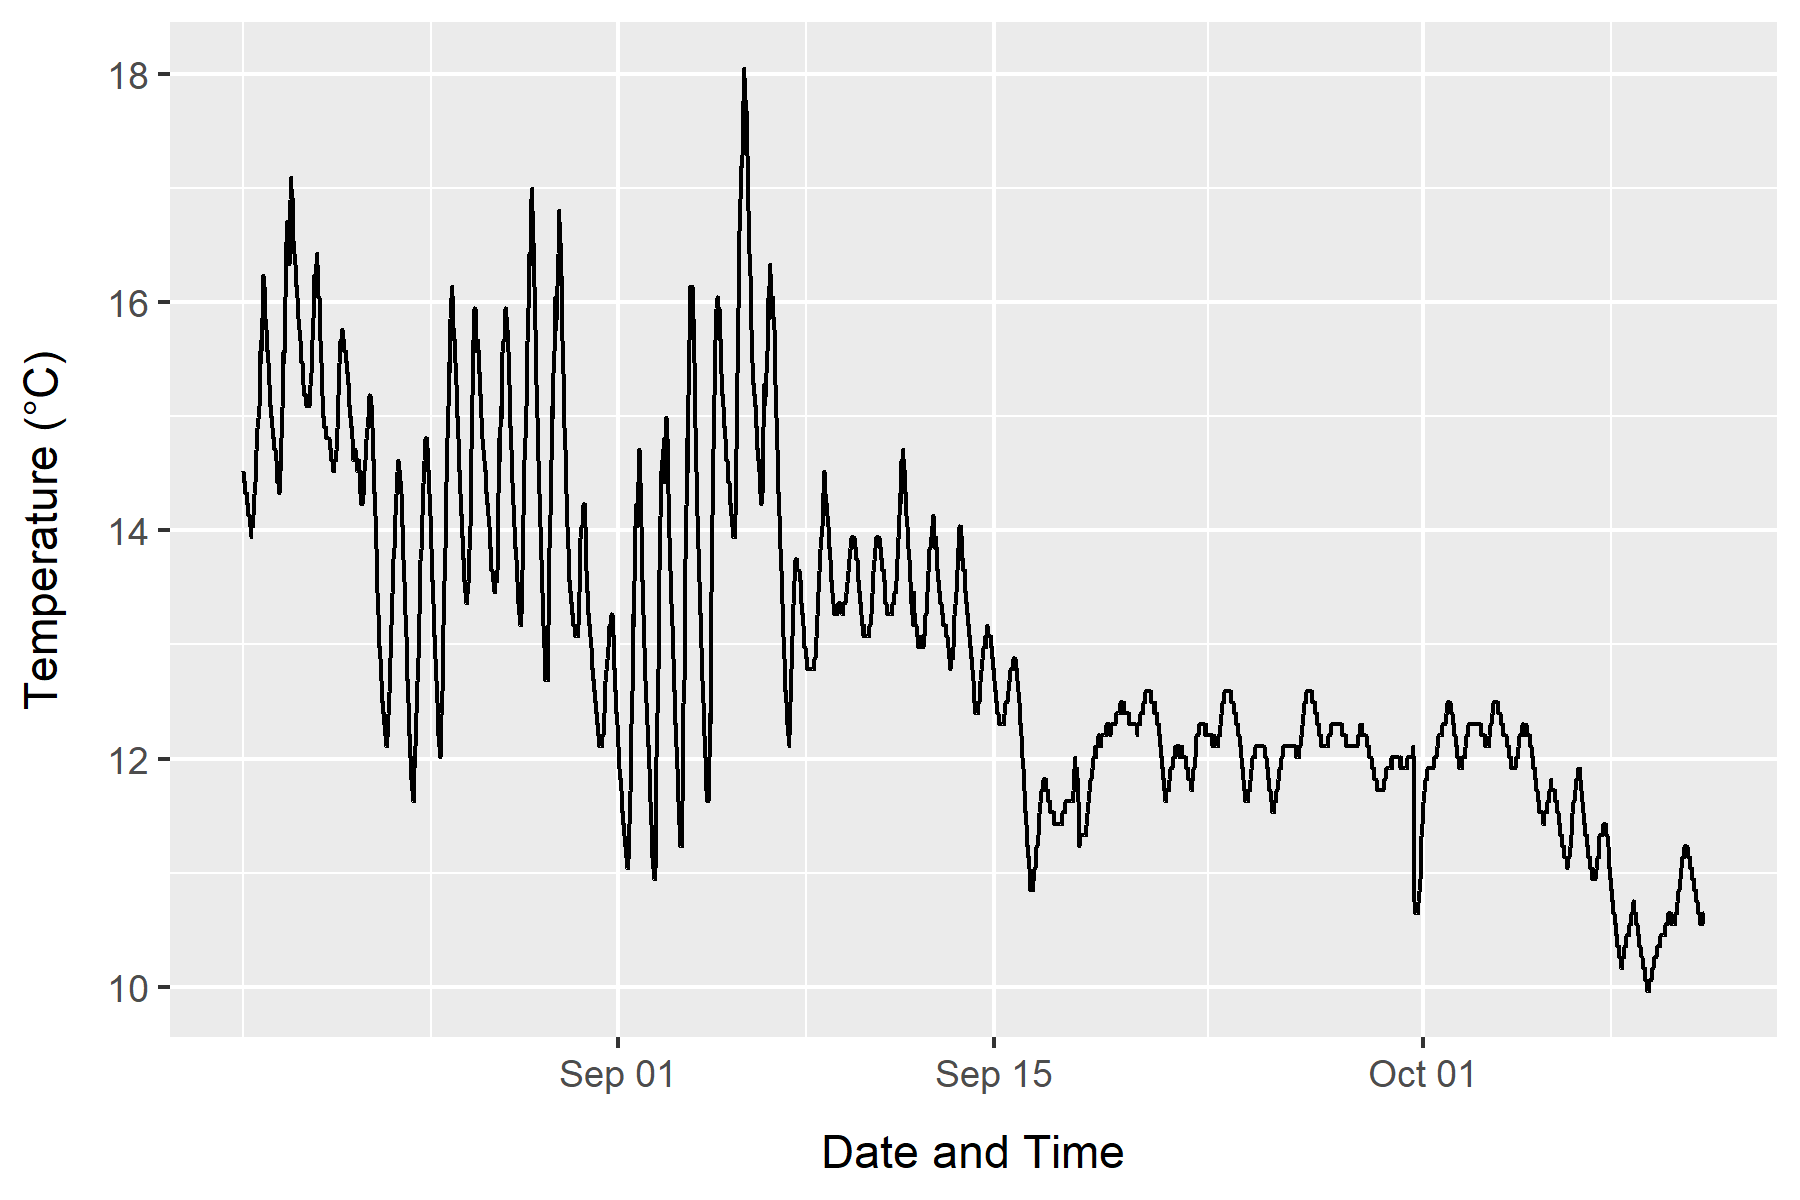 Temperature (°C)
18
16
14
12
10
Sep 01
Sep 15
Oct 01
Date and Time